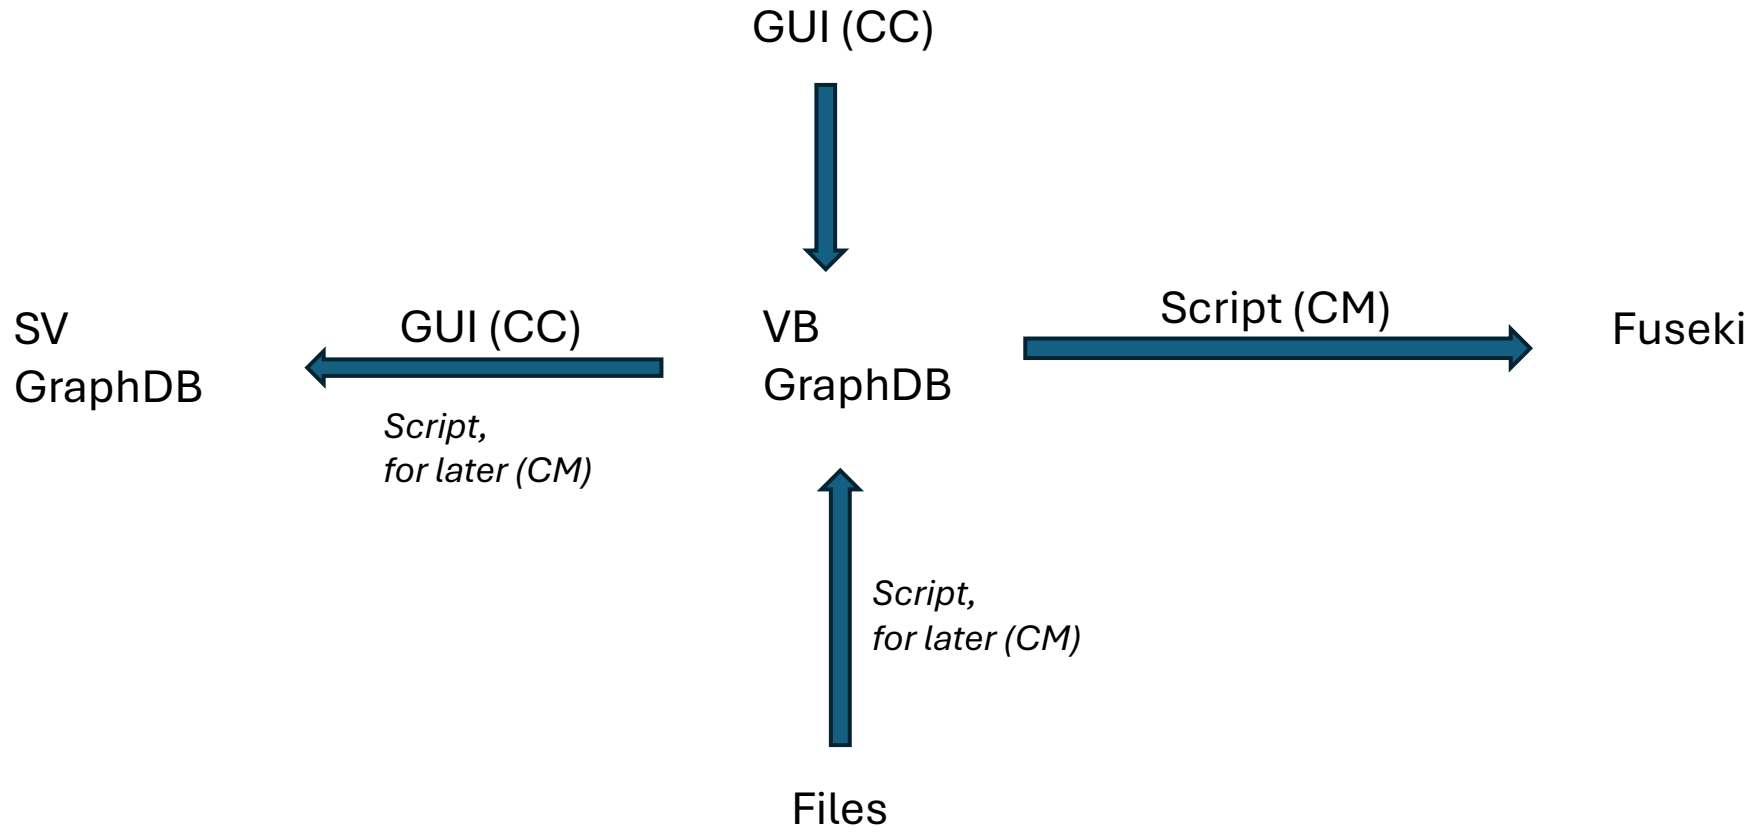 GUI (CC)
SV
GraphDB
GUI (CC)
Script,
for later (CM)
VB
GraphDB
Script (CM)
Fuseki
Script,
for later (CM)
Files